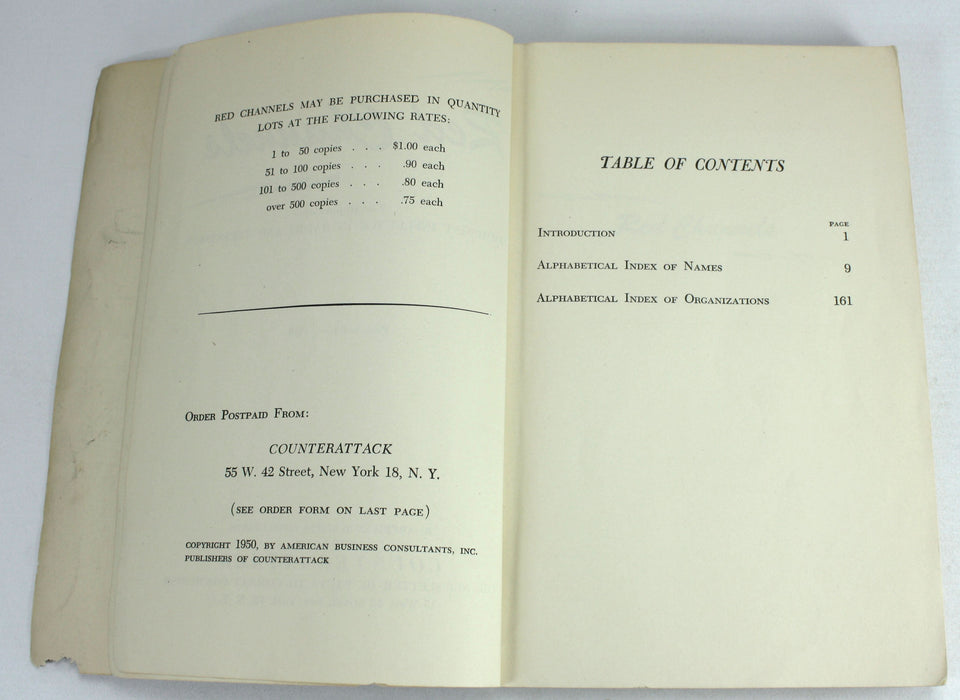 RED CHANNELS MAY BE PURCHASED IN QUANTITY
LOTS AT THE FOLLOWING RATES:
1 to 50 copies . . . $1.00 each
51 to 100 copies . . . .90 each
101 to 500 copies . . . .80 each
over 500 copies . . . .75 each
ORDER POSTPAID FROM:
COUNTERATTACK
55 W. 42 Street, New York 18, N. Y.
(SEE ORDER FORM ON LAST PAGE)
COPYRIGHT 1950, BY AMERICAN BUSINESS CONSULTANTS, INC.
PUBLISHERS OF COUNTERATTACK
TABLE OF CONTENTS
PAGE
INTRODUCTION 1
ALPHABETICAL INDEX OF NAMES 9
ALPHABETICAL INDEX OF ORGANIZATIONS 161